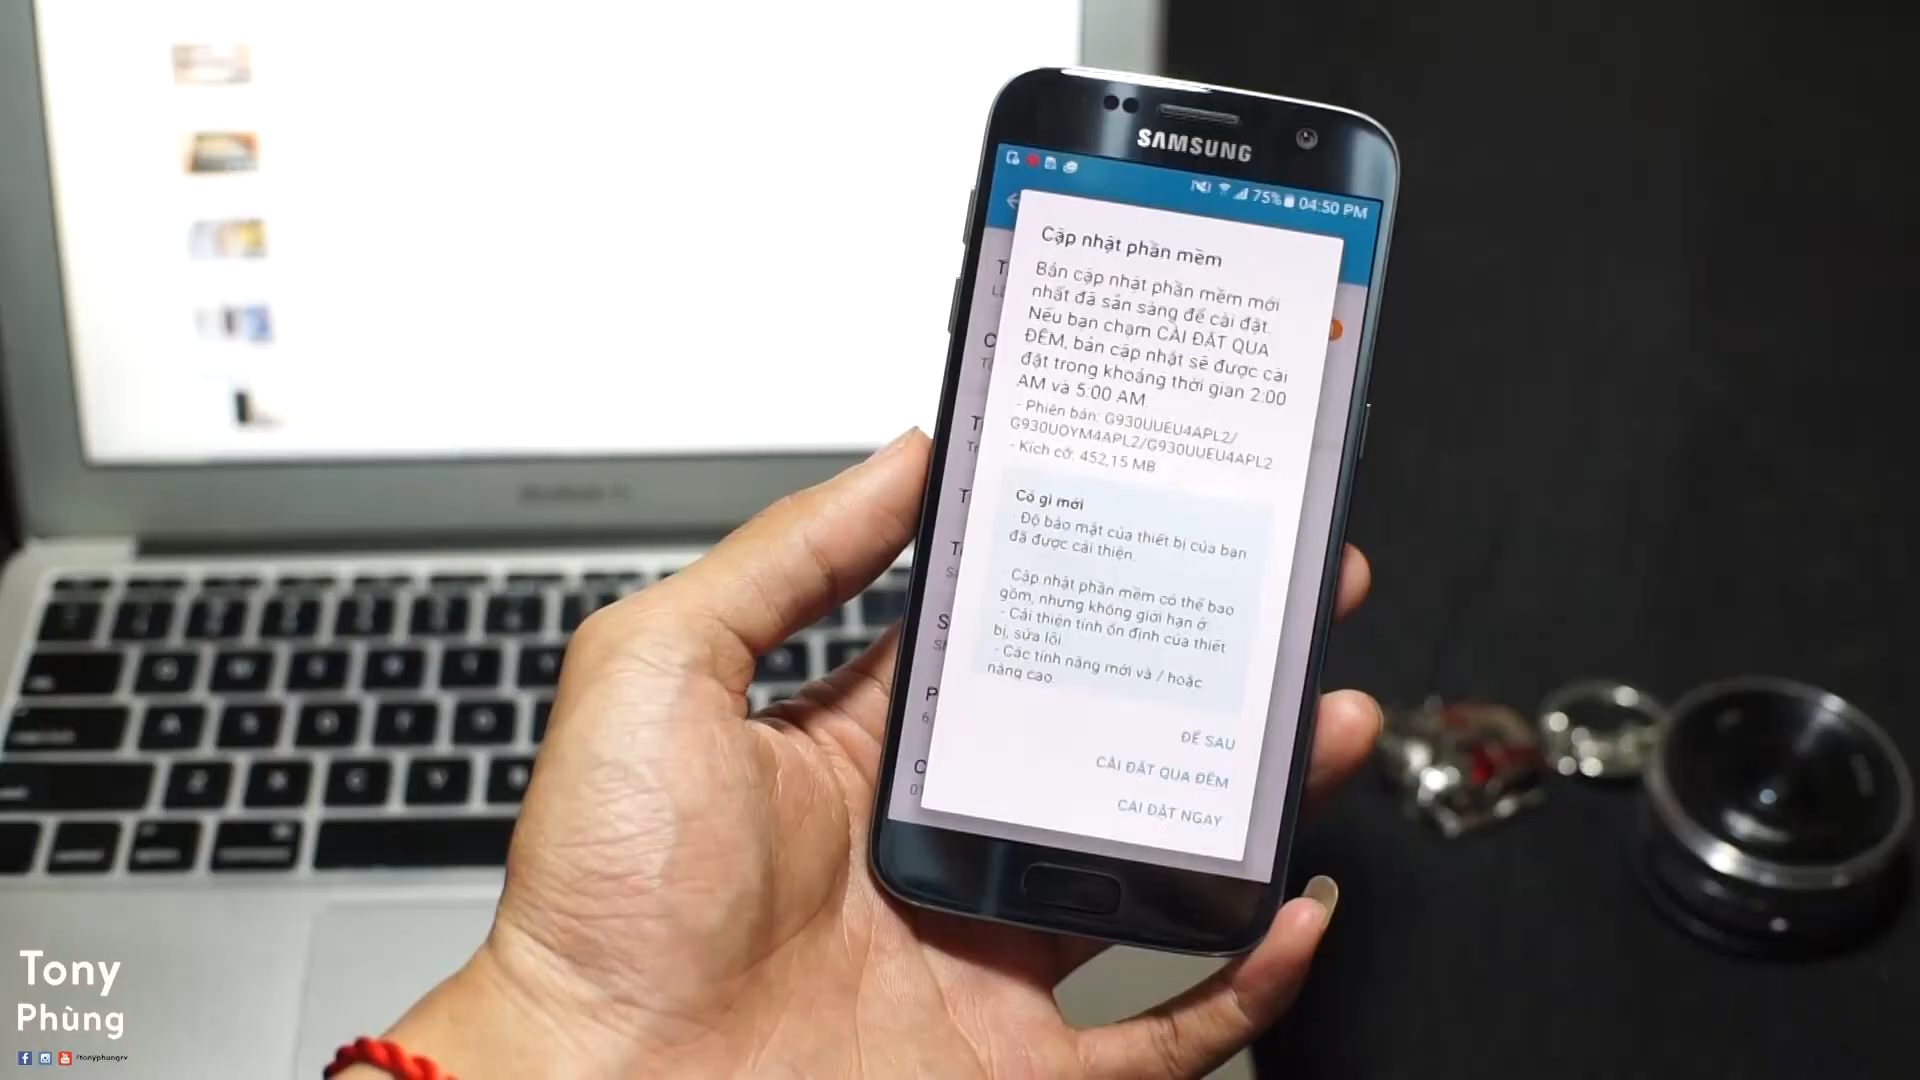 SAMSUNG
75% 04:50 PM
Cập nhật phần mềm
Bản cập nhật phần mềm mới
nhất đã sẵn sàng để cài đặt.
Nếu bạn chạm CÀI ĐẶT QUA
ĐÊM, bản cập nhật sẽ được cài
đặt trong khoảng thời gian 2:00
AM và 5:00 AM.
- Phiên bản: G930UUEU4APL2/
G930UOYM4APL2/G930UUEU4APL2
- Kích cỡ: 452,15 MB
Có gì mới
- Độ bảo mật của thiết bị của bạn
đã được cải thiện.
Cập nhật phần mềm có thể bao
gồm, nhưng không giới hạn ở:
- Cải thiện tính ổn định của thiết
bị, sửa lỗi.
- Các tính năng mới và / hoặc
nâng cao
ĐỂ SAU
CÀI ĐẶT QUA ĐÊM
CÀI ĐẶT NGAY
Tony
Phùng
/tonyphungrv